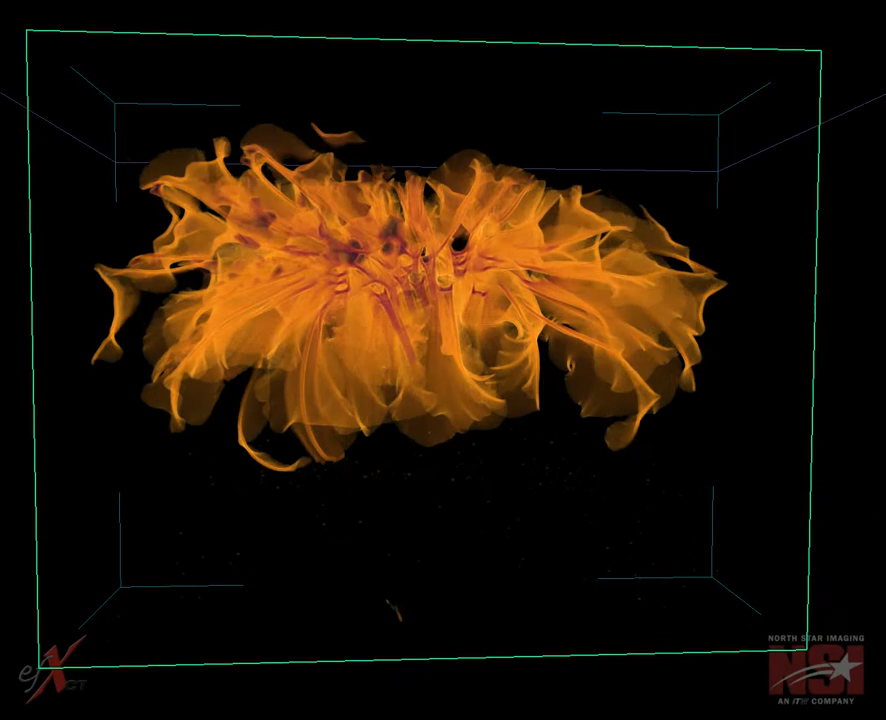 efX CT
NORTH STAR IMAGING
NSI
AN ITW COMPANY